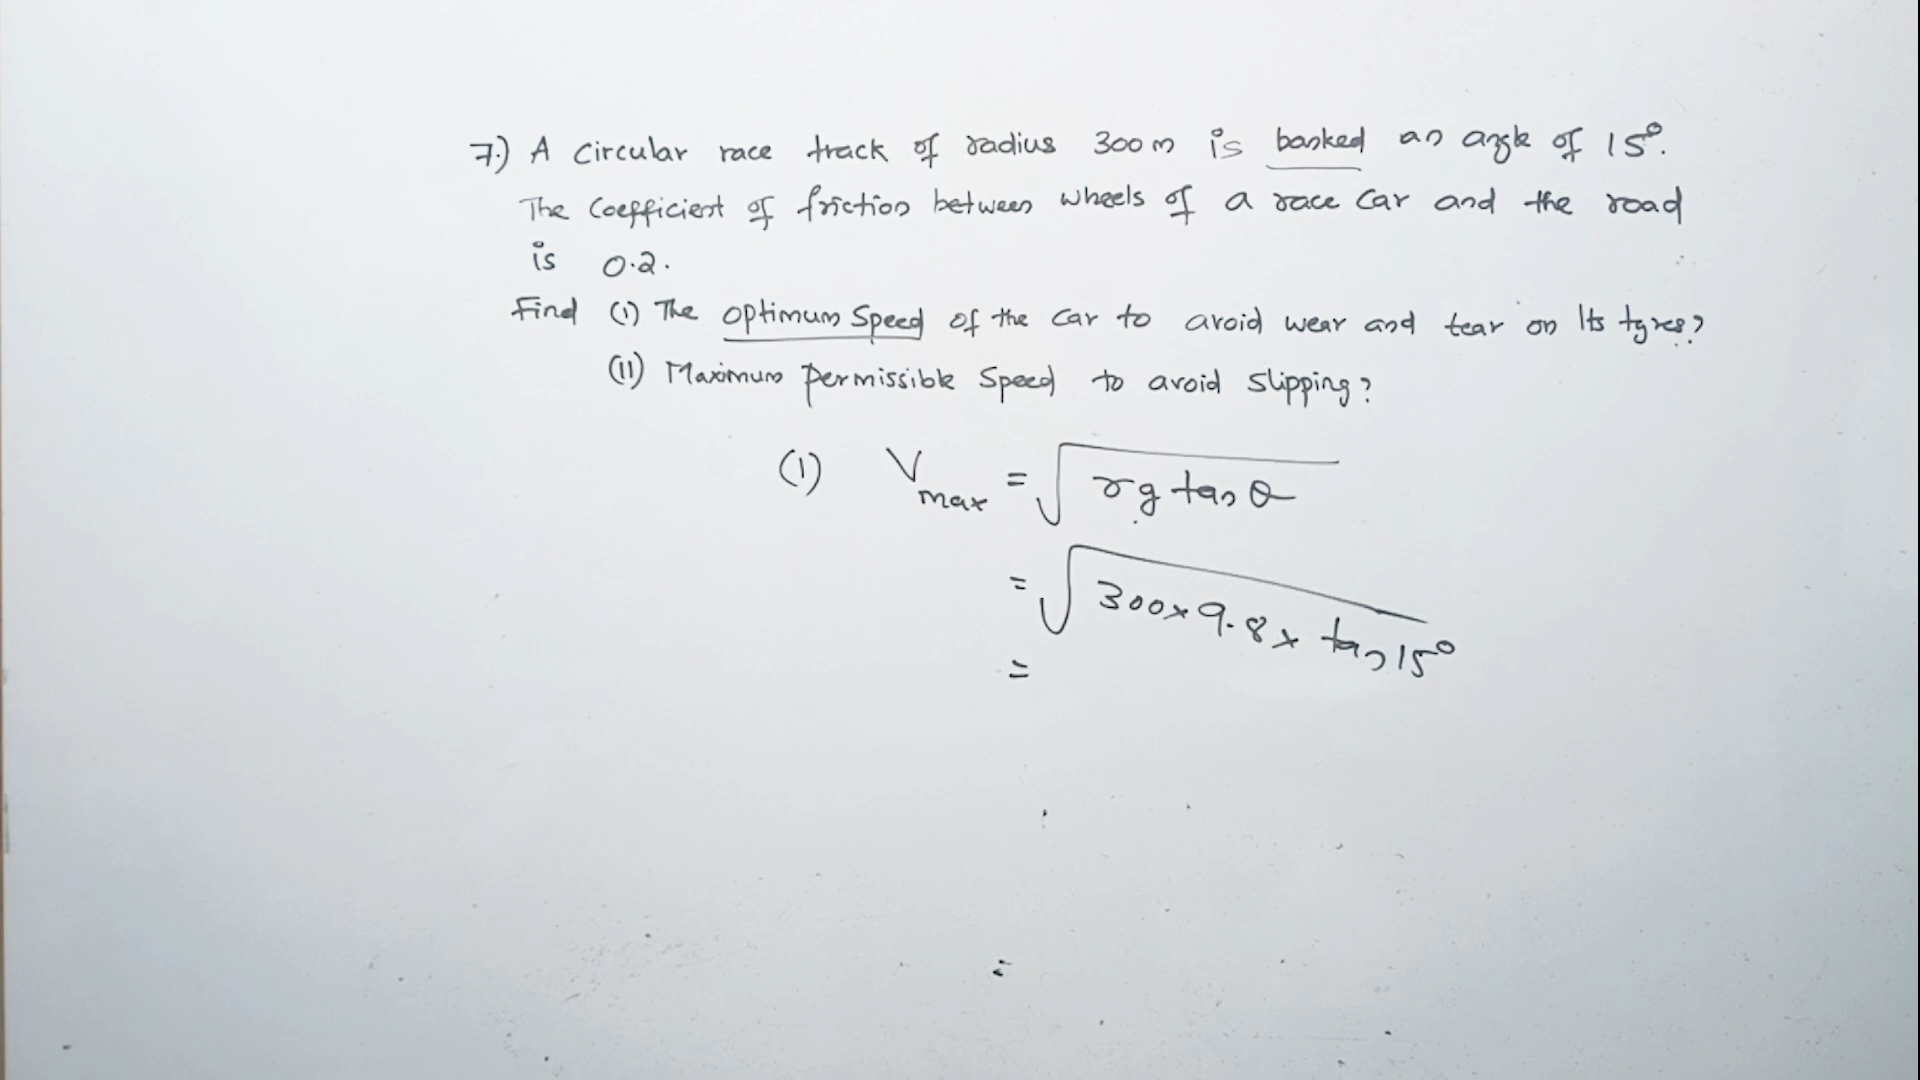 7.) A circular race track of radius 300 m is banked an angle of 15°.
The Coefficient of friction between wheels of a race car and the road
is 0.2.
Find (i) The optimum speed of the car to avoid wear and tear on Its tyres?
(II) Maximum Permissible Speed to avoid slipping?
(1) Vmax = √rg tan θ
= √300×9.8× tan 15°
=
=